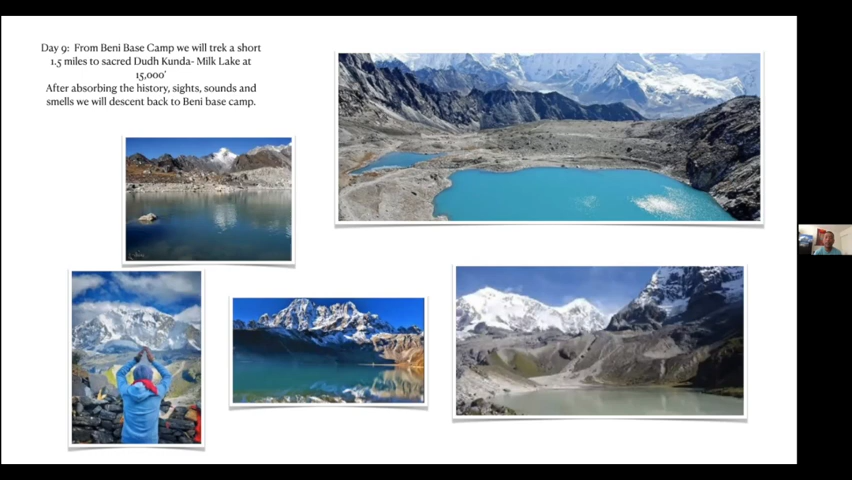 Day 9: From Beni Base Camp we will trek a short
1.5 miles to sacred Dudh Kunda- Milk Lake at
15,000'
After absorbing the history, sights, sounds and
smells we will descent back to Beni base camp.